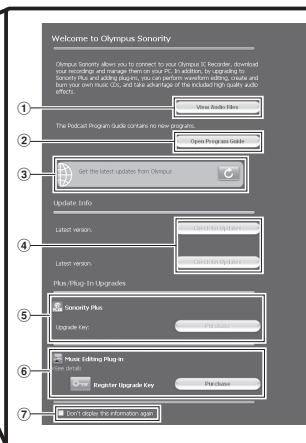 Welcome to Olympus Sonority
Olympus Sonority allows you to connect to your Olympus IC Recorder, download
your recordings and manage them on your PC. In addition, by upgrading to
Sonority Plus and adding plug-ins, you can perform waveform editing, create and
burn your own music CDs, and take advantage of the included high quality audio
effects.
① View Audio Files
The Podcast Program Guide contains no new programs.
② Open Program Guide
③ Get the latest updates from Olympus
Update Info
Latest version. Check for Updates
④
Latest version. Check for Updates
Plus/Plug-In Upgrades
⑤ Sonority Plus
Upgrade Key: Purchase
⑥ Music Editing Plug-in
See details
Register Upgrade Key Purchase
⑦ Don't display this information again